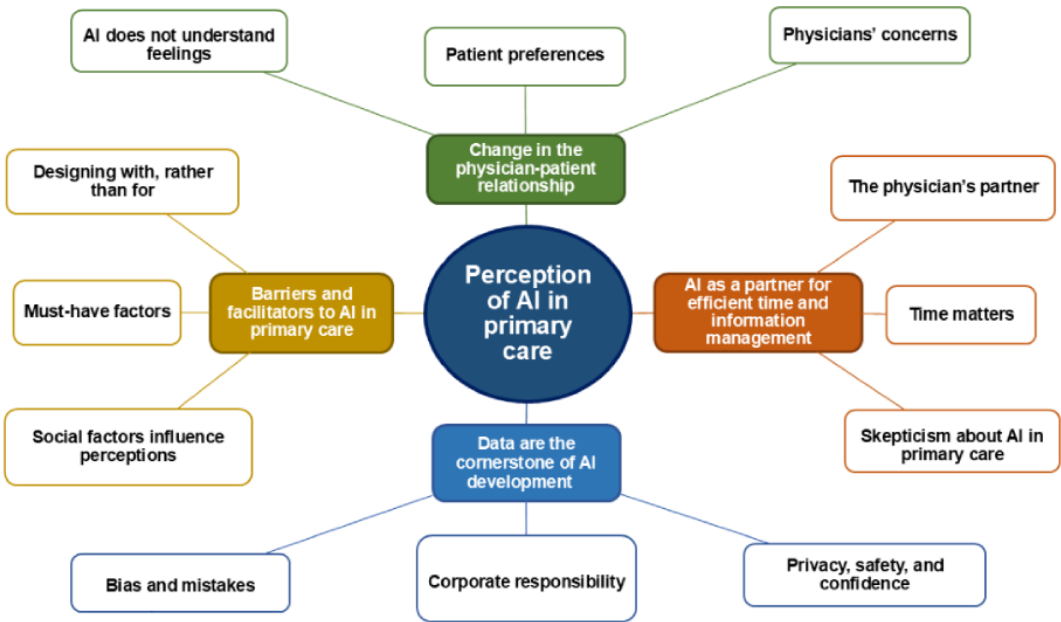 AI does not understand
feelings
Patient preferences
Physicians' concerns
Change in the
physician-patient
relationship
Designing with, rather
than for
The physician's partner
Perception
of AI in
primary
care
Barriers and
facilitators to AI in
primary care
AI as a partner for
efficient time and
information
management
Must-have factors
Time matters
Social factors influence
perceptions
Skepticism about AI in
primary care
Data are the
cornerstone of AI
development
Bias and mistakes
Corporate responsibility
Privacy, safety, and
confidence